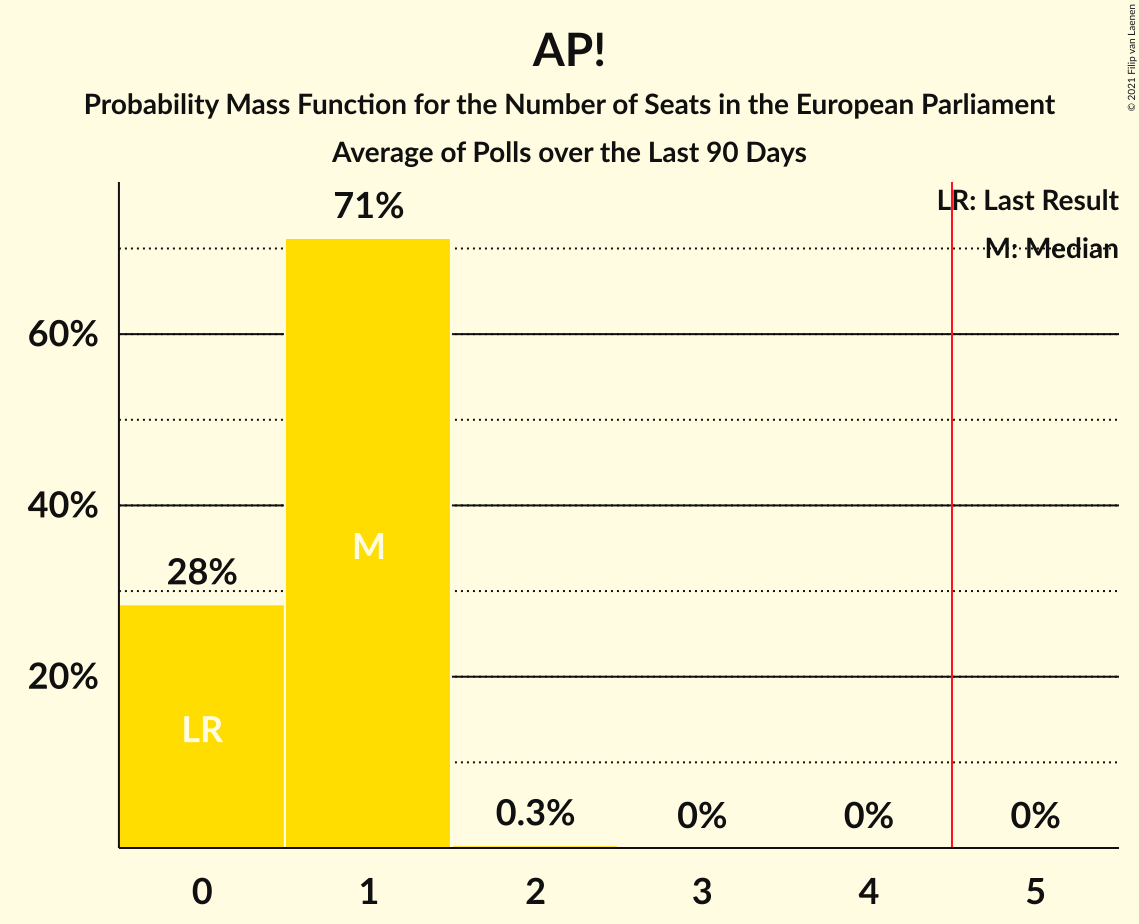 AP!
Probability Mass Function for the Number of Seats in the European Parliament
Average of Polls over the Last 90 Days
© 2021 Filip van Laenen
LR: Last Result
M: Median
71%
60%
40%
28%
20%
M
LR
0.3%
0%
0%
0%
0
1
2
3
4
5